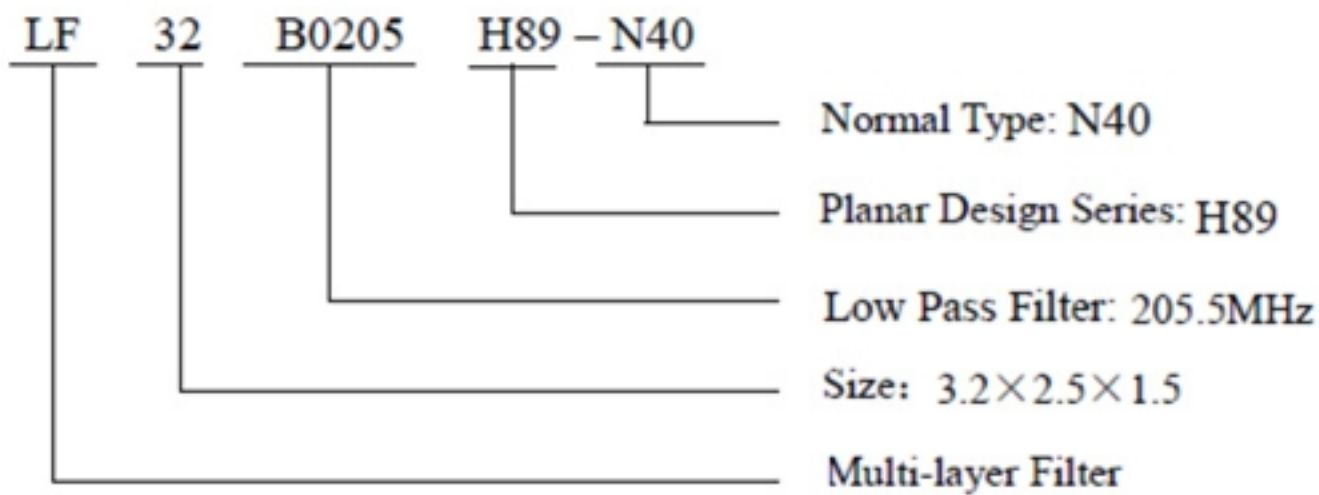 LF 32 B0205 H89 – N40
Normal Type: N40
Planar Design Series: H89
Low Pass Filter: 205.5MHz
Size： 3.2×2.5×1.5
Multi-layer Filter